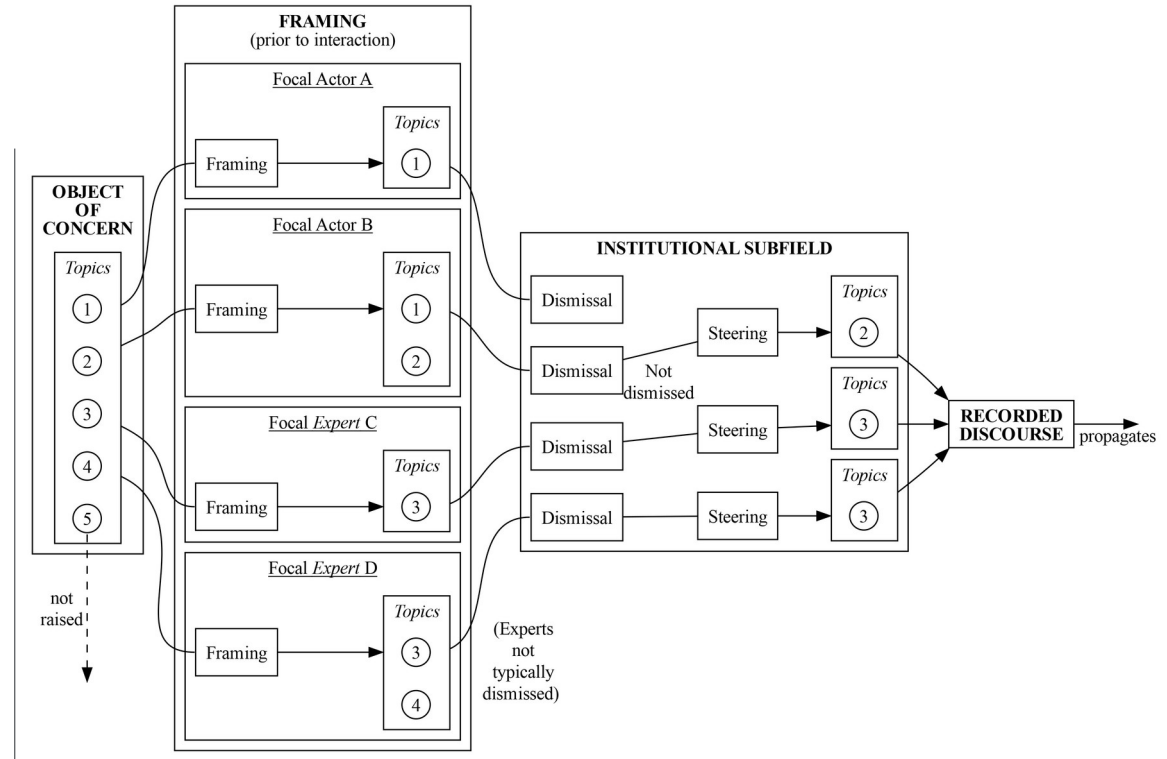 FRAMING
(prior to interaction)
Focal Actor A
Topics
Framing
1
OBJECT
OF
CONCERN
Topics
1
2
3
4
5
not
raised
Focal Actor B
Topics
Framing
1
2
Focal Expert C
Topics
Framing
3
Focal Expert D
Topics
Framing
3
4
(Experts
not
typically
dismissed)
INSTITUTIONAL SUBFIELD
Dismissal
Dismissal
Not
dismissed
Steering
Topics
2
Dismissal
Steering
Topics
3
Dismissal
Steering
Topics
3
RECORDED
DISCOURSE
propagates